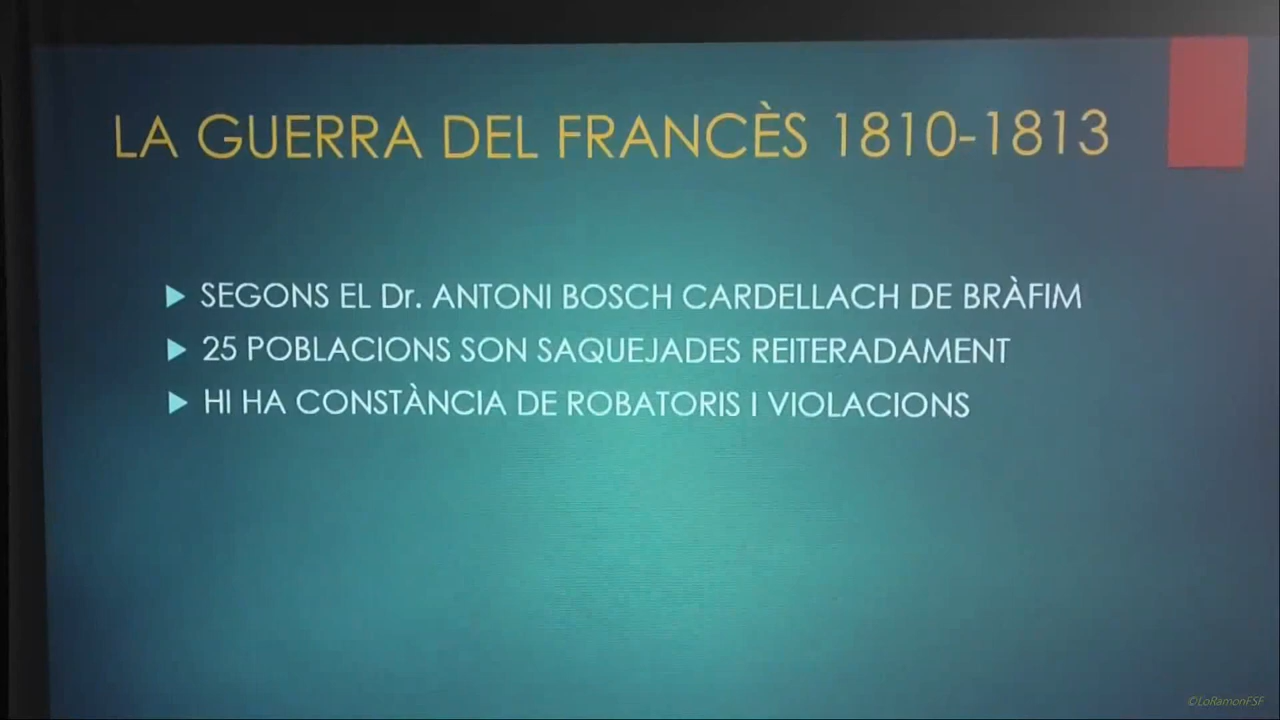 LA GUERRA DEL FRANCÈS 1810-1813
SEGONS EL Dr. ANTONI BOSCH CARDELLACH DE BRÀFIM
25 POBLACIONS SON SAQUEJADES REITERADAMENT
HI HA CONSTÀNCIA DE ROBATORIS I VIOLACIONS
©LoRamonFSF